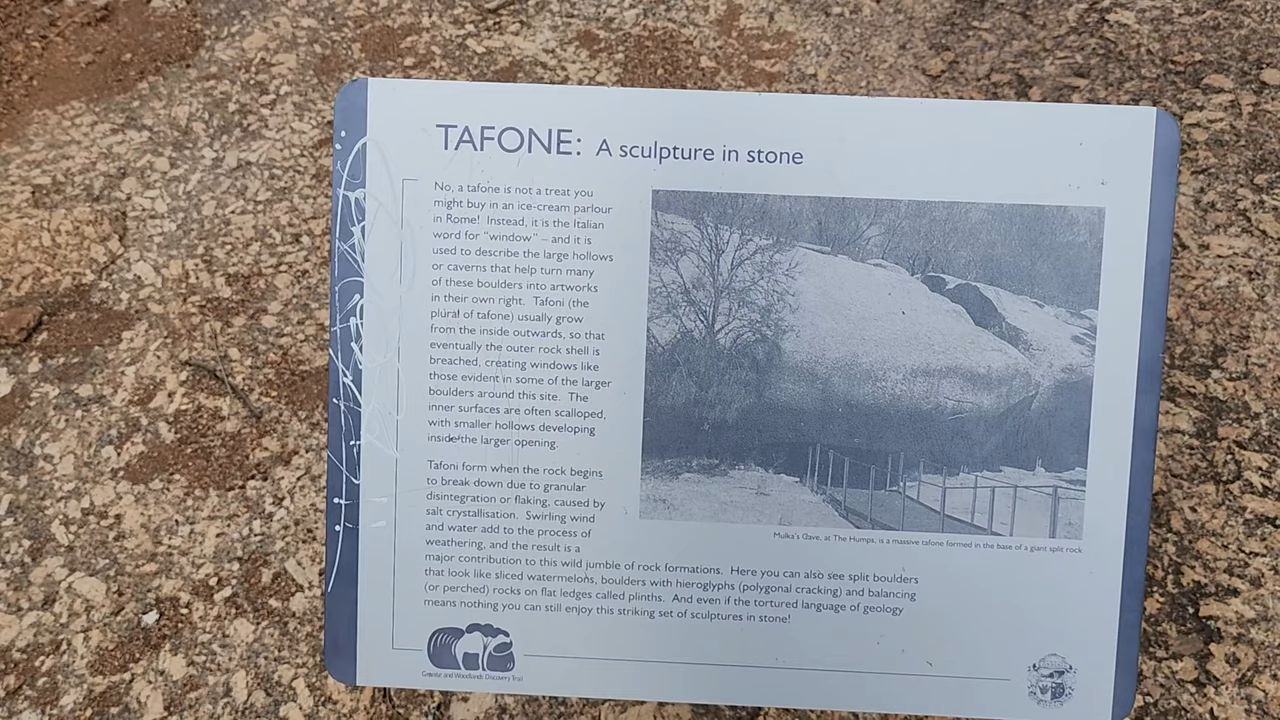 TAFONE: A sculpture in stone
No, a tafone is not a treat you
might buy in an ice-cream parlour
in Rome! Instead, it is the Italian
word for "window" – and it is
used to describe the large hollows
or caverns that help turn many
of these boulders into artworks
in their own right. Tafoni (the
plural of tafone) usually grow
from the inside outwards, so that
eventually the outer rock shell is
breached, creating windows like
those evident in some of the larger
boulders around this site. The
inner surfaces are often scalloped,
with smaller hollows developing
inside the larger opening.
Tafoni form when the rock begins
to break down due to granular
disintegration or flaking, caused by
salt crystallisation. Swirling wind
and water add to the process of
weathering, and the result is a
major contribution to this wild jumble of rock formations. Here you can also see split boulders
that look like sliced watermelons, boulders with hieroglyphs (polygonal cracking) and balancing
(or perched) rocks on flat ledges called plinths. And even if the tortured language of geology
means nothing you can still enjoy this striking set of sculptures in stone!
Mulka's Cave, at The Humps, is a massive tafone formed in the base of a giant split rock
Granite and Woodlands Discovery Trail